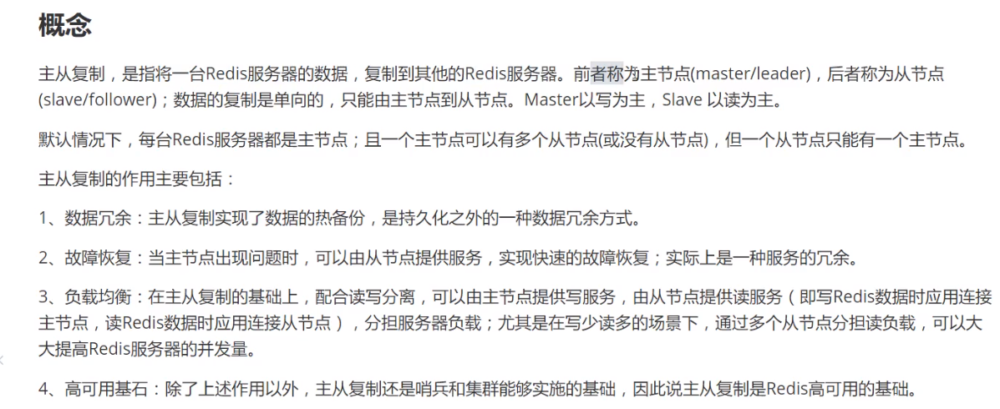 概念
主从复制，是指将一台Redis服务器的数据，复制到其他的Redis服务器。前者称为主节点(master/leader)，后者称为从节点
(slave/follower)；数据的复制是单向的，只能由主节点到从节点。Master以写为主，Slave 以读为主。
默认情况下，每台Redis服务器都是主节点；且一个主节点可以有多个从节点(或没有从节点)，但一个从节点只能有一个主节点。
主从复制的作用主要包括：
1、数据冗余：主从复制实现了数据的热备份，是持久化之外的一种数据冗余方式。
2、故障恢复：当主节点出现问题时，可以由从节点提供服务，实现快速的故障恢复；实际上是一种服务的冗余。
3、负载均衡：在主从复制的基础上，配合读写分离，可以由主节点提供写服务，由从节点提供读服务（即写Redis数据时应用连接
主节点，读Redis数据时应用连接从节点），分担服务器负载；尤其是在写少读多的场景下，通过多个从节点分担读负载，可以大
大提高Redis服务器的并发量。
4、高可用基石：除了上述作用以外，主从复制还是哨兵和集群能够实施的基础，因此说主从复制是Redis高可用的基础。